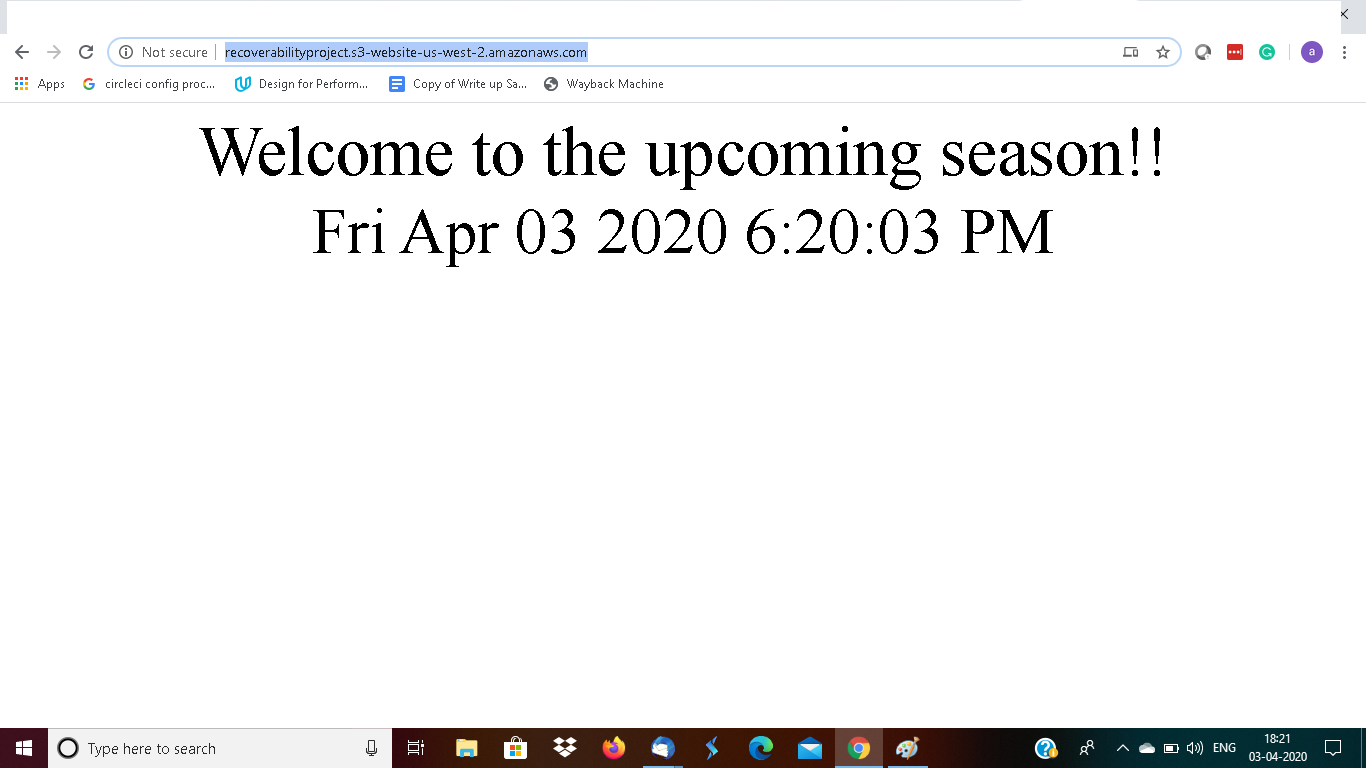 Not secure
recoverabilityproject.s3-website-us-west-2.amazonaws.com
a
Apps
circleci config proc...
Design for Perform...
Copy of Write up Sa...
Wayback Machine
Welcome to the upcoming season!!
Fri Apr 03 2020 6:20:03 PM
Type here to search
ENG
18:21
03-04-2020